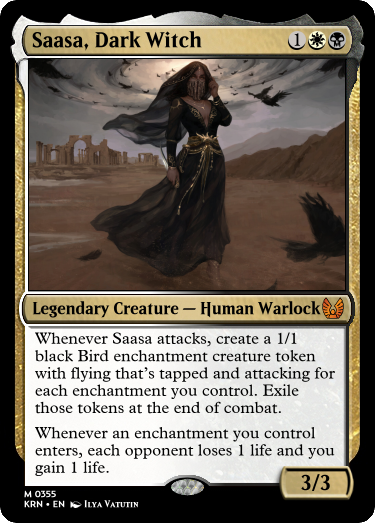 Saasa, Dark Witch 1
Legendary Creature — Human Warlock
Whenever Saasa attacks, create a 1/1
black Bird enchantment creature token
with flying that's tapped and attacking for
each enchantment you control. Exile
those tokens at the end of combat.
Whenever an enchantment you control
enters, each opponent loses 1 life and you
gain 1 life.
3/3
M 0355
KRN • EN Ilya Vatutin